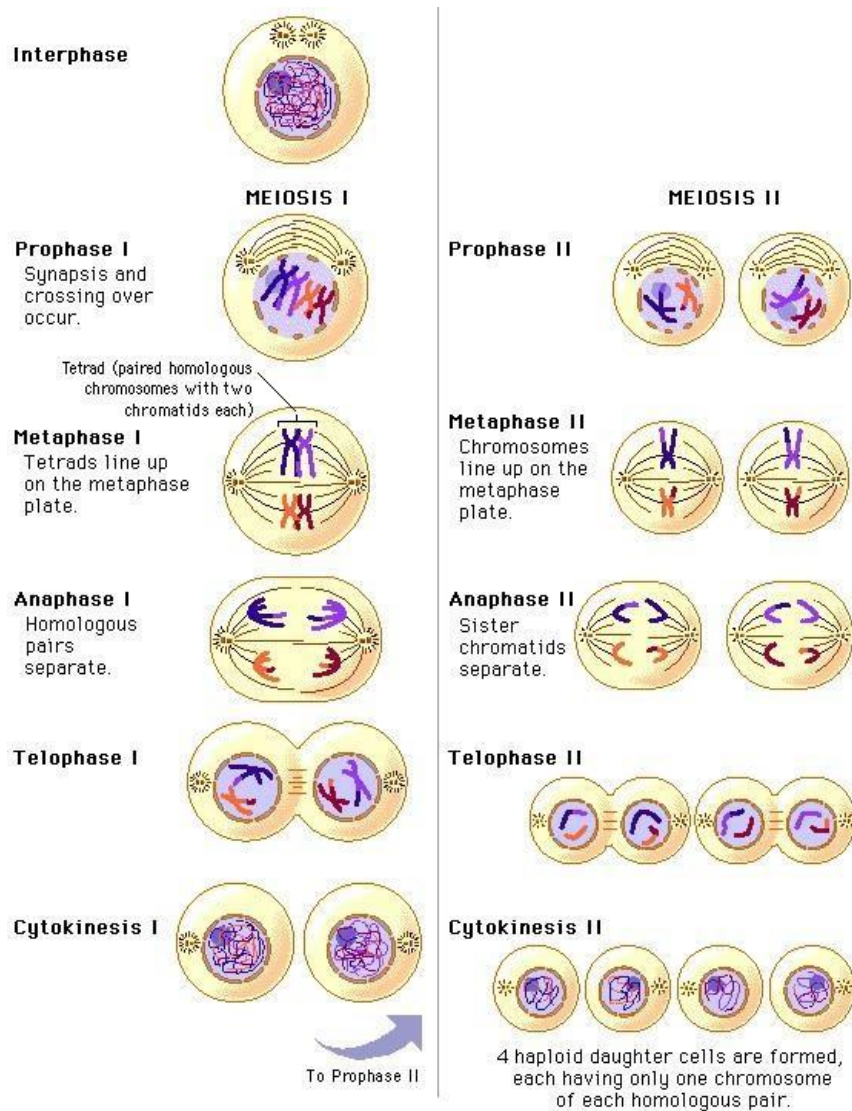 Interphase
MEIOSIS I
Prophase I
Synapsis and
crossing over
occur.
Tetrad (paired homologous
chromosomes with two
chromatids each)
Metaphase I
Tetrads line up
on the metaphase
plate.
Anaphase I
Homologous
pairs
separate.
Telophase I
Cytokinesis I
To Prophase II
MEIOSIS II
Prophase II
Metaphase II
Chromosomes
line up on the
metaphase
plate.
Anaphase II
Sister
chromatids
separate.
Telophase II
Cytokinesis II
4 haploid daughter cells are formed,
each having only one chromosome
of each homologous pair.